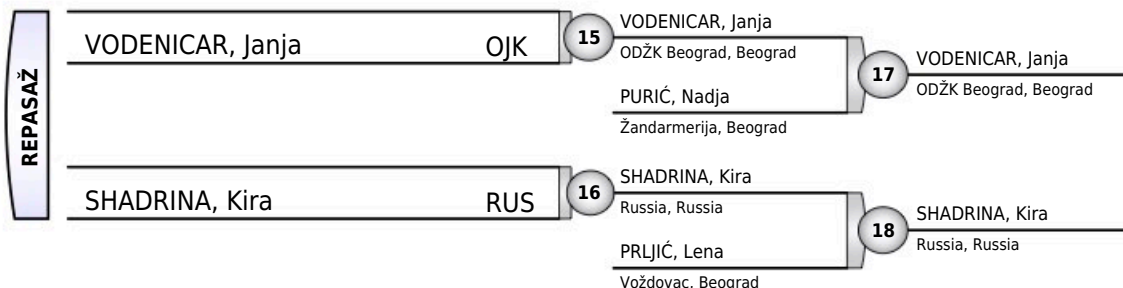 REPASAŽ
VODENICAR, Janja OJK
15
VODENICAR, Janja
ODŽK Beograd, Beograd
PURIĆ, Nadja
Žandarmerija, Beograd
17
VODENICAR, Janja
ODŽK Beograd, Beograd
SHADRINA, Kira RUS
16
SHADRINA, Kira
Russia, Russia
PRLJIĆ, Lena
Voždovac, Beograd
18
SHADRINA, Kira
Russia, Russia